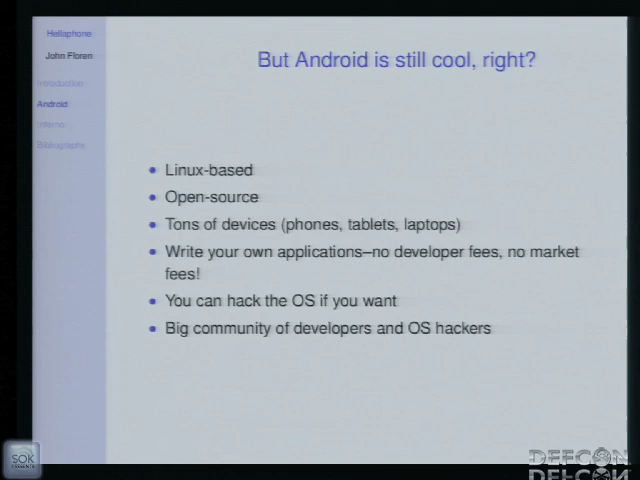 Hellaphone
John Floren
Introduction
Android
Inferno
Bibliography
But Android is still cool, right?
• Linux-based
• Open-source
• Tons of devices (phones, tablets, laptops)
• Write your own applications–no developer fees, no market
fees!
• You can hack the OS if you want
• Big community of developers and OS hackers
SOK
DEFCON
DEFCON